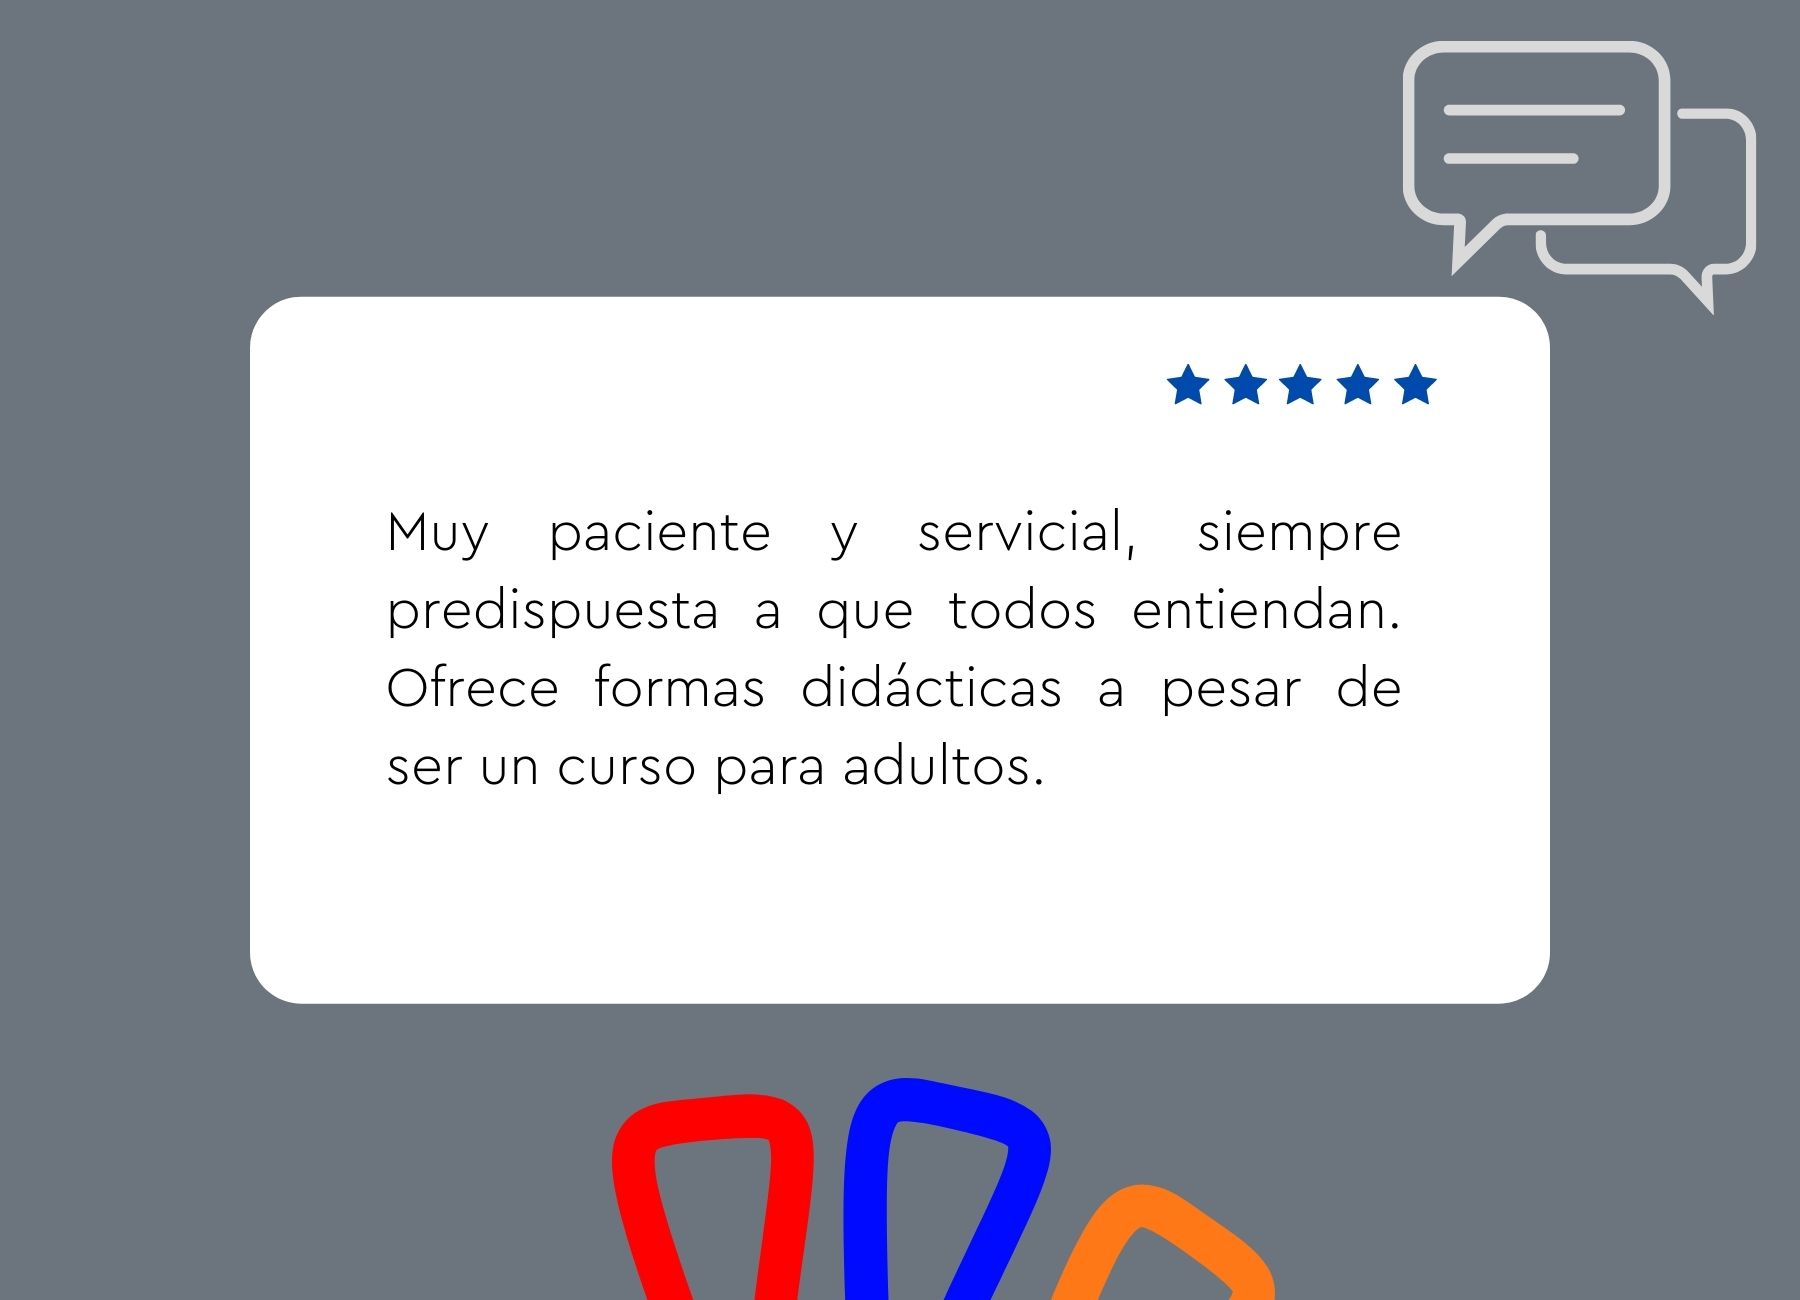 Muy paciente y servicial, siempre
predispuesta a que todos entiendan.
Ofrece formas didácticas a pesar de
ser un curso para adultos.